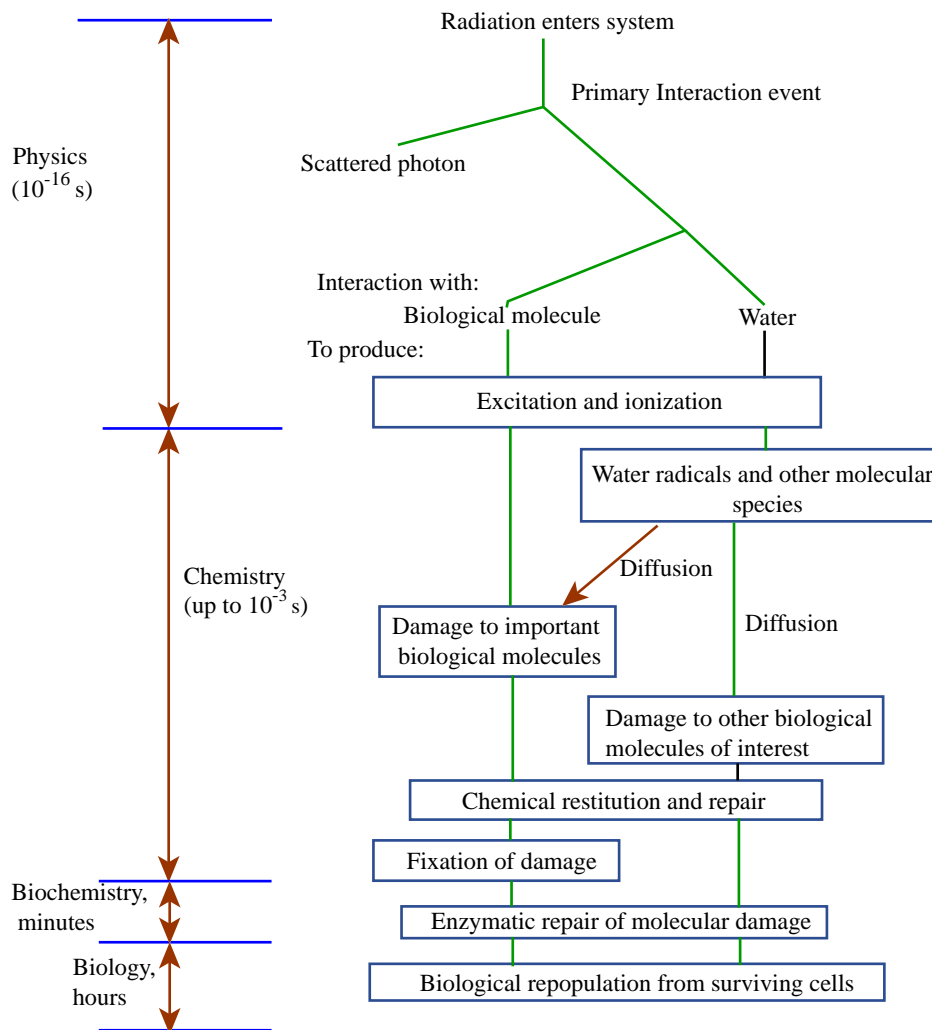 Radiation enters system
Primary Interaction event
Scattered photon
Physics
(10⁻¹⁶ s)
Interaction with:
Biological molecule
Water
To produce:
Excitation and ionization
Water radicals and other molecular
species
Diffusion
Chemistry
(up to 10⁻³ s)
Damage to important
biological molecules
Diffusion
Damage to other biological
molecules of interest
Chemical restitution and repair
Fixation of damage
Biochemistry,
minutes
Enzymatic repair of molecular damage
Biology,
hours
Biological repopulation from surviving cells